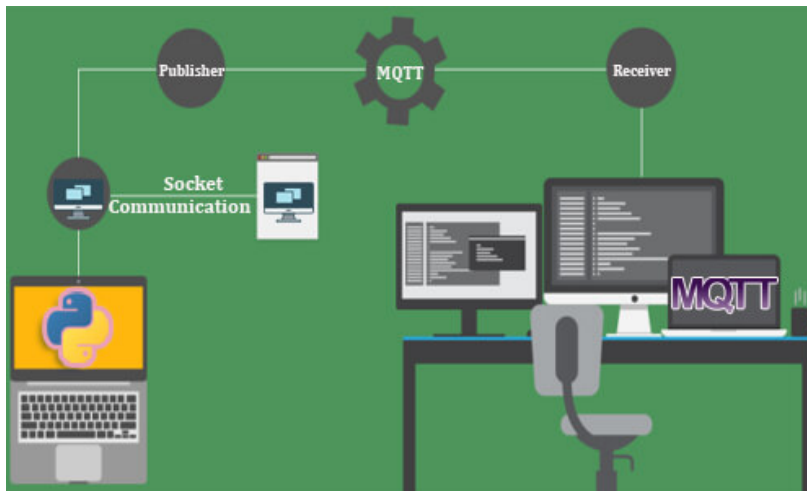 Publisher
MQTT
Receiver
Socket
Communication
MQTT